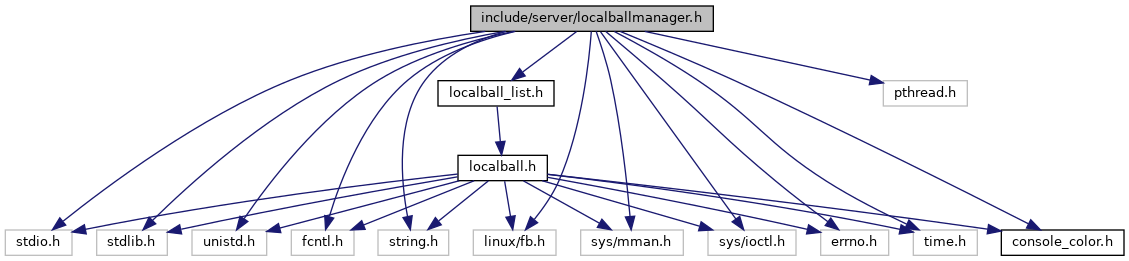 include/server/localballmanager.h
localball_list.h
pthread.h
localball.h
stdio.h
stdlib.h
unistd.h
fcntl.h
string.h
linux/fb.h
sys/mman.h
sys/ioctl.h
errno.h
time.h
console_color.h